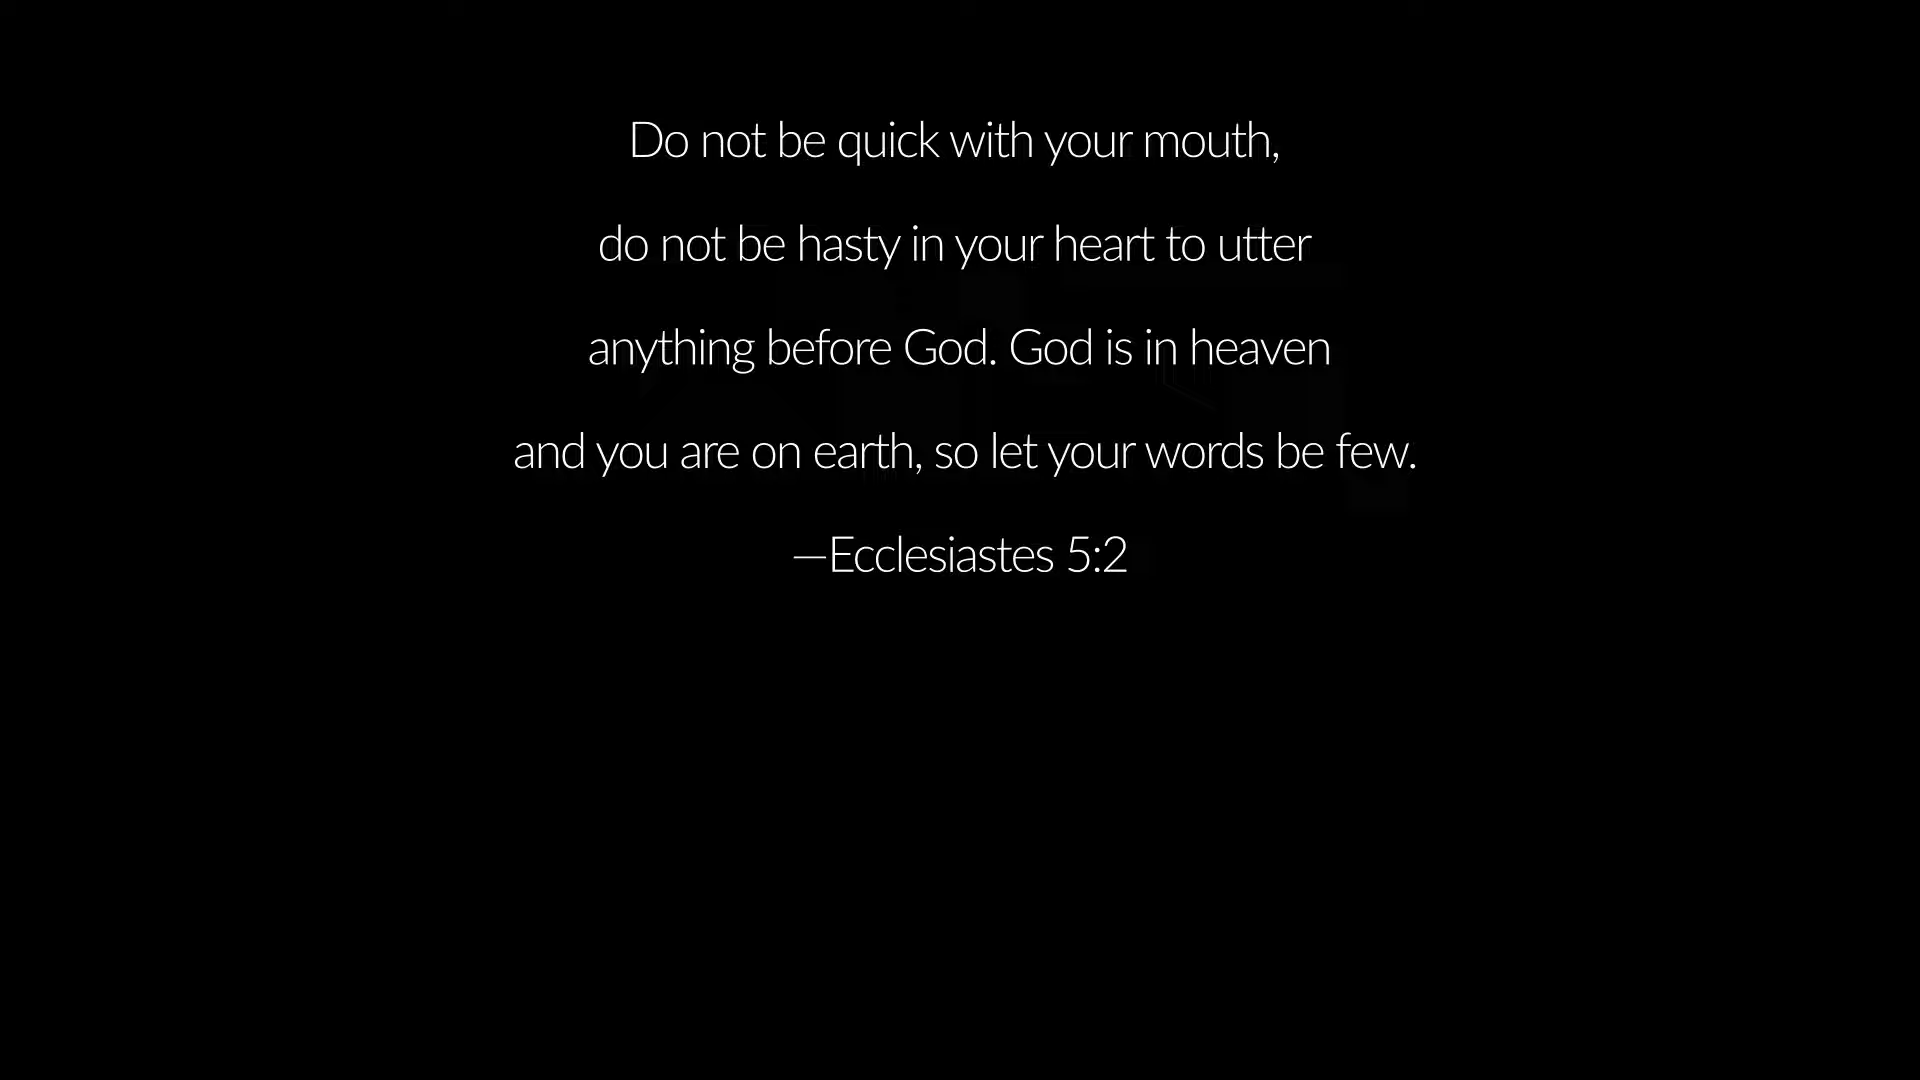 Do not be quick with your mouth,
do not be hasty in your heart to utter
anything before God. God is in heaven
and you are on earth, so let your words be few.
—Ecclesiastes 5:2